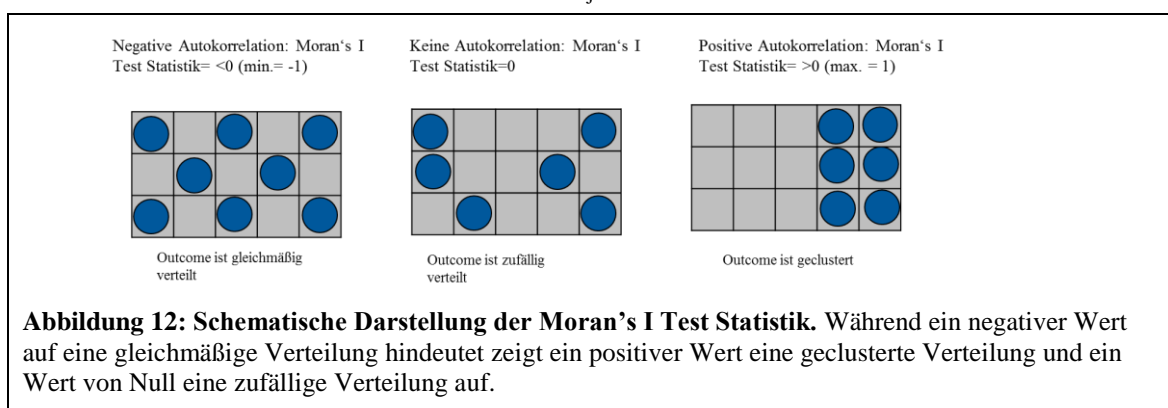 j
Negative Autokorrelation: Moran‘s I
Test Statistik= <0 (min.= -1)
Keine Autokorrelation: Moran‘s I
Test Statistik=0
Positive Autokorrelation: Moran‘s I
Test Statistik= >0 (max. = 1)
Outcome ist gleichmäßig
verteilt
Outcome ist zufällig
verteilt
Outcome ist geclustert
Abbildung 12: Schematische Darstellung der Moran’s I Test Statistik. Während ein negativer Wert
auf eine gleichmäßige Verteilung hindeutet zeigt ein positiver Wert eine geclusterte Verteilung und ein
Wert von Null eine zufällige Verteilung auf.